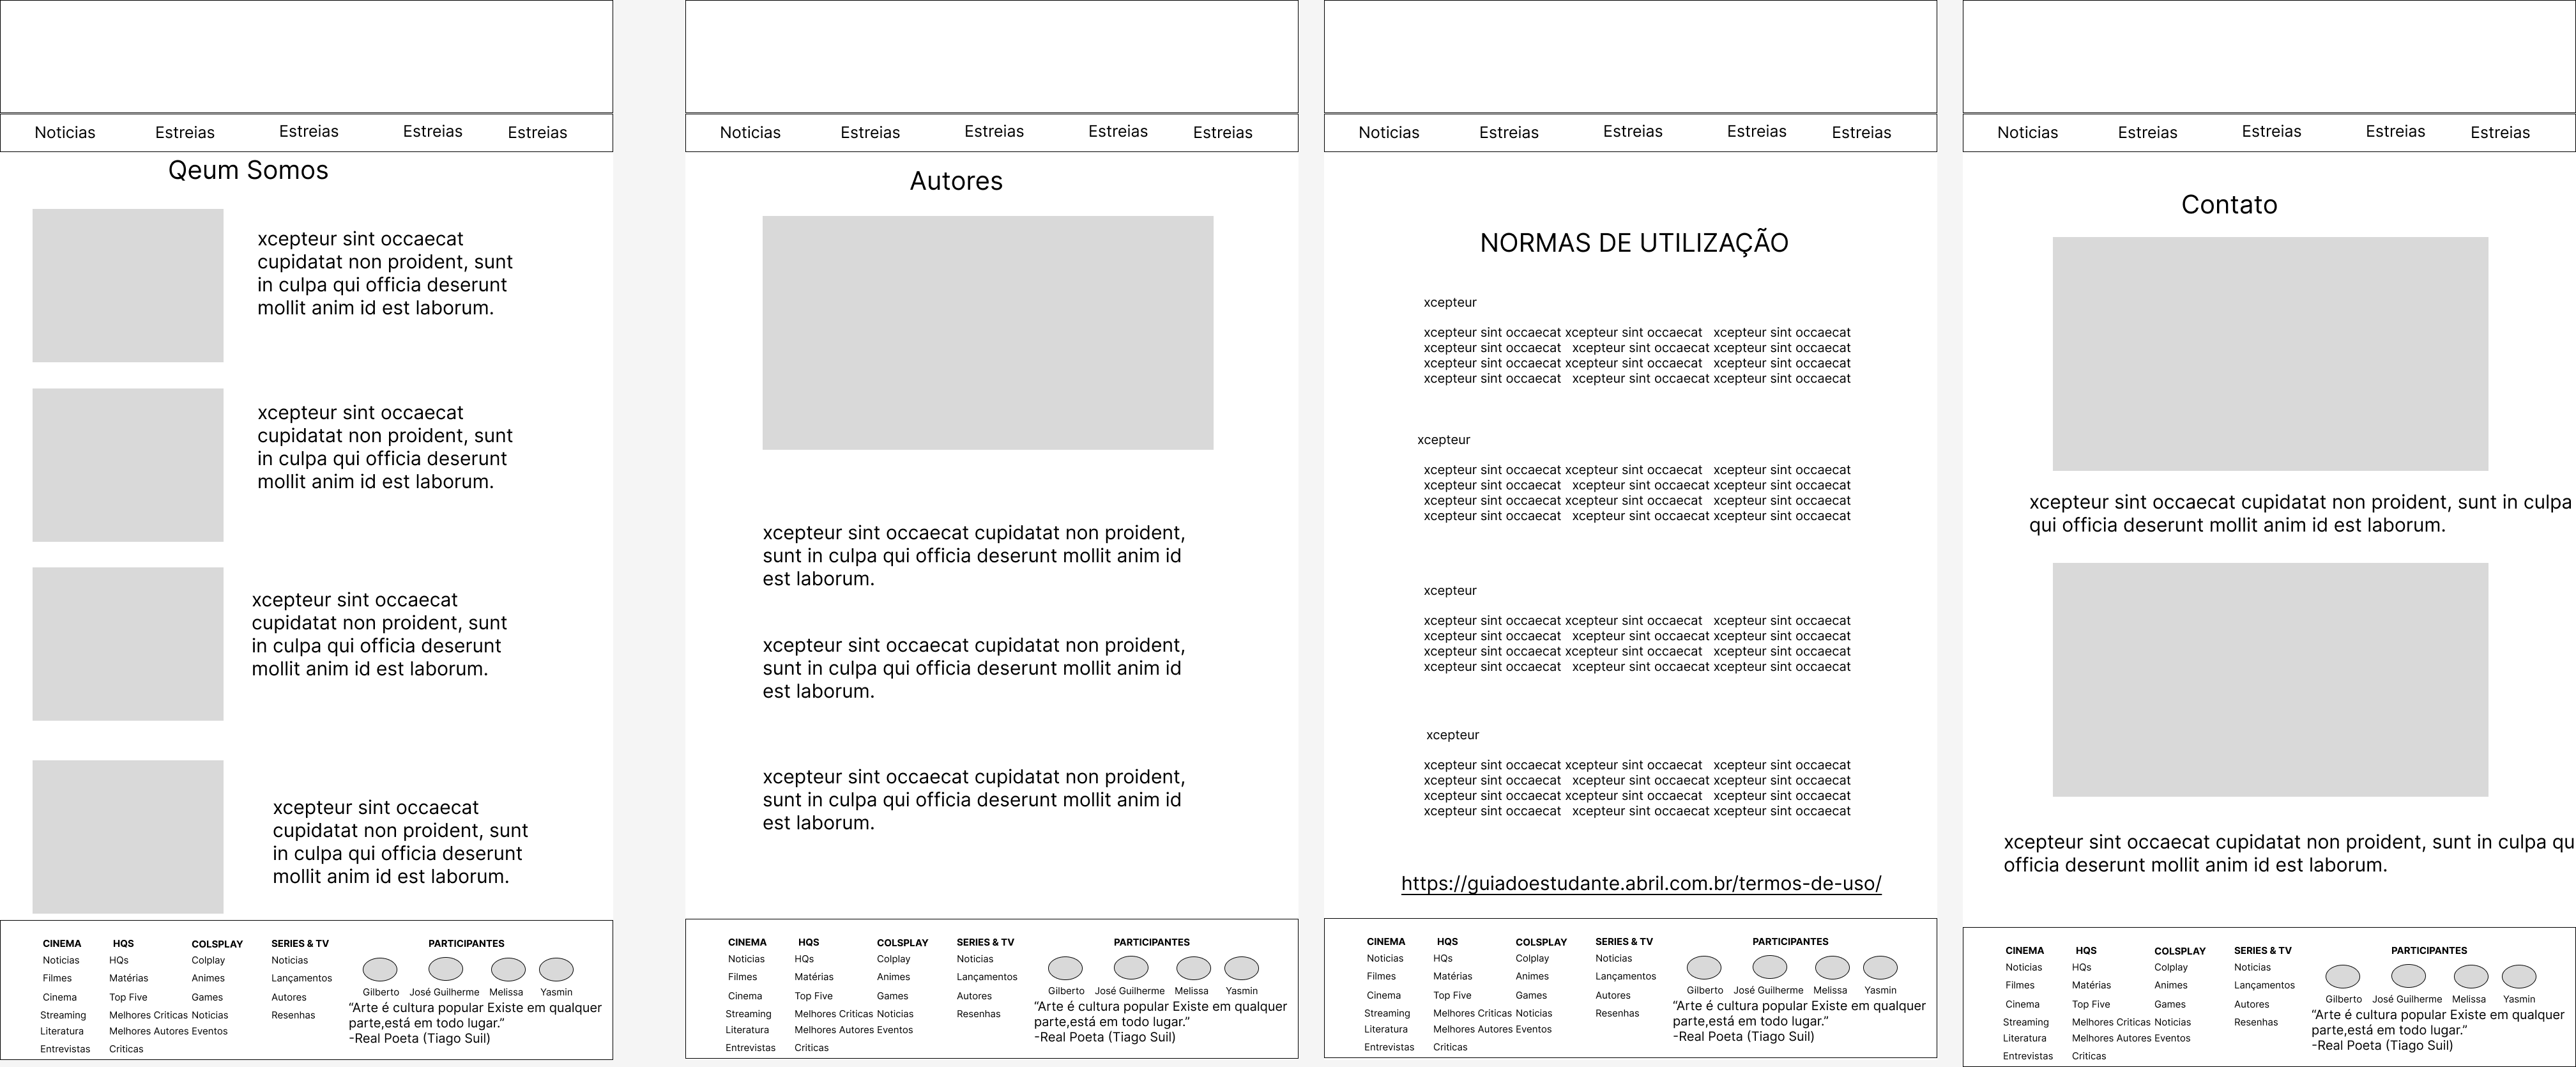 Noticias Estreias Estreias Estreias Estreias
Qeum Somos
xcepteur sint occaecat
cupidatat non proident, sunt
in culpa qui officia deserunt
mollit anim id est laborum.
xcepteur sint occaecat
cupidatat non proident, sunt
in culpa qui officia deserunt
mollit anim id est laborum.
xcepteur sint occaecat
cupidatat non proident, sunt
in culpa qui officia deserunt
mollit anim id est laborum.
xcepteur sint occaecat
cupidatat non proident, sunt
in culpa qui officia deserunt
mollit anim id est laborum.
CINEMA HQS COLSPLAY SERIES & TV PARTICIPANTES
Noticias HQs Colplay Noticias
Filmes Matérias Animes Lançamentos
Cinema Top Five Games Autores
Streaming Melhores Criticas Noticias Resenhas
Literatura Melhores Autores Eventos
Entrevistas Criticas
Gilberto José Guilherme Melissa Yasmin
“Arte é cultura popular Existe em qualquer
parte,está em todo lugar.”
-Real Poeta (Tiago Suil)
Noticias Estreias Estreias Estreias Estreias
Autores
xcepteur sint occaecat cupidatat non proident,
sunt in culpa qui officia deserunt mollit anim id
est laborum.
xcepteur sint occaecat cupidatat non proident,
sunt in culpa qui officia deserunt mollit anim id
est laborum.
xcepteur sint occaecat cupidatat non proident,
sunt in culpa qui officia deserunt mollit anim id
est laborum.
CINEMA HQS COLSPLAY SERIES & TV PARTICIPANTES
Noticias HQs Colplay Noticias
Filmes Matérias Animes Lançamentos
Cinema Top Five Games Autores
Streaming Melhores Criticas Noticias Resenhas
Literatura Melhores Autores Eventos
Entrevistas Criticas
Gilberto José Guilherme Melissa Yasmin
“Arte é cultura popular Existe em qualquer
parte,está em todo lugar.”
-Real Poeta (Tiago Suil)
Noticias Estreias Estreias Estreias Estreias
NORMAS DE UTILIZAÇÃO
xcepteur
xcepteur sint occaecat xcepteur sint occaecat xcepteur sint occaecat
xcepteur sint occaecat xcepteur sint occaecat xcepteur sint occaecat
xcepteur sint occaecat xcepteur sint occaecat xcepteur sint occaecat
xcepteur sint occaecat xcepteur sint occaecat xcepteur sint occaecat
xcepteur
xcepteur sint occaecat xcepteur sint occaecat xcepteur sint occaecat
xcepteur sint occaecat xcepteur sint occaecat xcepteur sint occaecat
xcepteur sint occaecat xcepteur sint occaecat xcepteur sint occaecat
xcepteur sint occaecat xcepteur sint occaecat xcepteur sint occaecat
xcepteur
xcepteur sint occaecat xcepteur sint occaecat xcepteur sint occaecat
xcepteur sint occaecat xcepteur sint occaecat xcepteur sint occaecat
xcepteur sint occaecat xcepteur sint occaecat xcepteur sint occaecat
xcepteur sint occaecat xcepteur sint occaecat xcepteur sint occaecat
xcepteur
xcepteur sint occaecat xcepteur sint occaecat xcepteur sint occaecat
xcepteur sint occaecat xcepteur sint occaecat xcepteur sint occaecat
xcepteur sint occaecat xcepteur sint occaecat xcepteur sint occaecat
xcepteur sint occaecat xcepteur sint occaecat xcepteur sint occaecat
https://guiadoestudante.abril.com.br/termos-de-uso/
CINEMA HQS COLSPLAY SERIES & TV PARTICIPANTES
Noticias HQs Colplay Noticias
Filmes Matérias Animes Lançamentos
Cinema Top Five Games Autores
Streaming Melhores Criticas Noticias Resenhas
Literatura Melhores Autores Eventos
Entrevistas Criticas
Gilberto José Guilherme Melissa Yasmin
“Arte é cultura popular Existe em qualquer
parte,está em todo lugar.”
-Real Poeta (Tiago Suil)
Noticias Estreias Estreias Estreias Estreias
Contato
xcepteur sint occaecat cupidatat non proident, sunt in culpa
qui officia deserunt mollit anim id est laborum.
xcepteur sint occaecat cupidatat non proident, sunt in culpa qu
officia deserunt mollit anim id est laborum.
CINEMA HQS COLSPLAY SERIES & TV PARTICIPANTES
Noticias HQs Colplay Noticias
Filmes Matérias Animes Lançamentos
Cinema Top Five Games Autores
Streaming Melhores Criticas Noticias Resenhas
Literatura Melhores Autores Eventos
Entrevistas Criticas
Gilberto José Guilherme Melissa Yasmin
“Arte é cultura popular Existe em qualquer
parte,está em todo lugar.”
-Real Poeta (Tiago Suil)